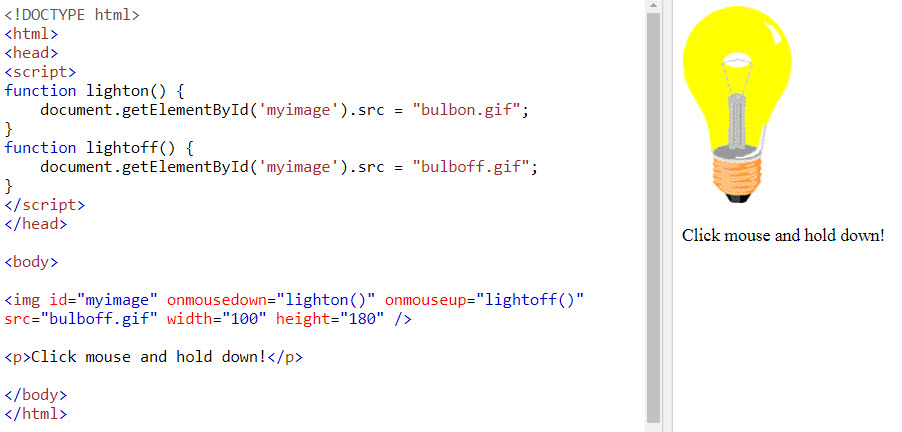 <!DOCTYPE html>
<html>
<head>
<script>
function lighton() {
    document.getElementById('myimage').src = "bulbon.gif";
}
function lightoff() {
    document.getElementById('myimage').src = "bulboff.gif";
}
</script>
</head>
<body>
<img id="myimage" onmousedown="lighton()" onmouseup="lightoff()"
src="bulboff.gif" width="100" height="180" />
<p>Click mouse and hold down!</p>
</body>
</html>
Click mouse and hold down!